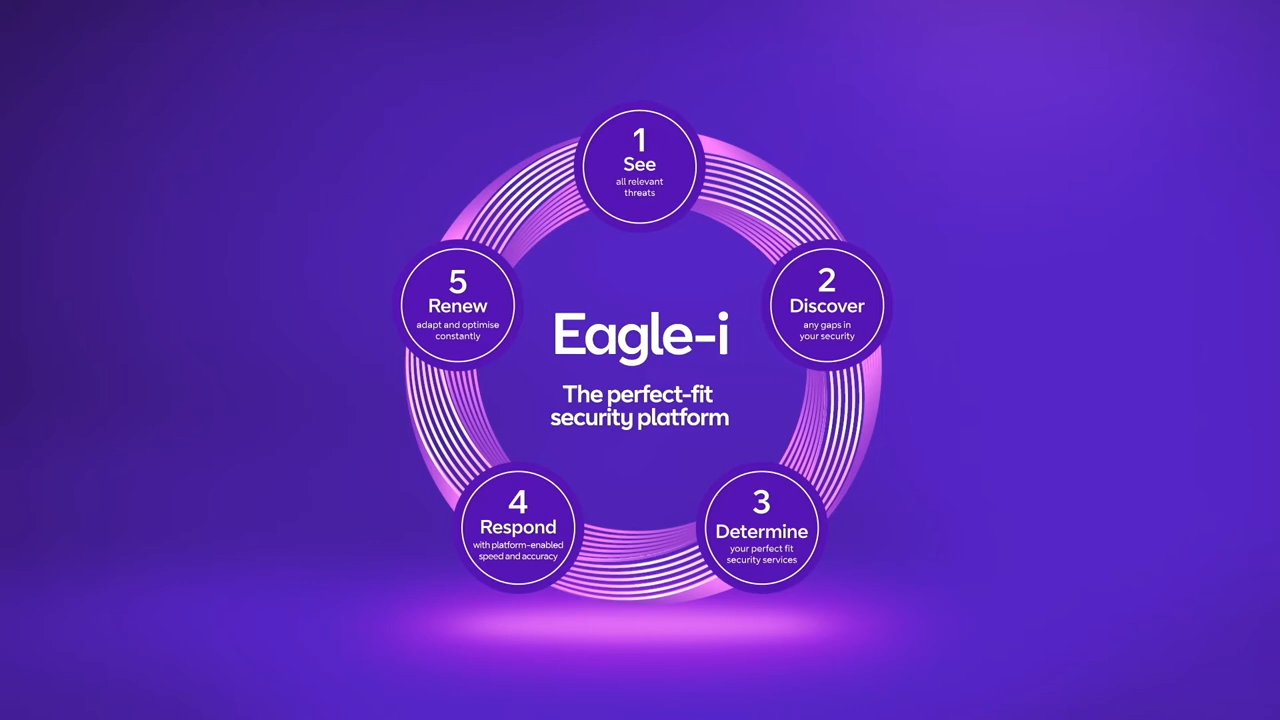 1
See
all relevant
threats
2
Discover
any gaps in
your security
3
Determine
your perfect fit
security services
4
Respond
with platform-enabled
speed and accuracy
5
Renew
adapt and optimise
constantly
Eagle-i
The perfect-fit
security platform